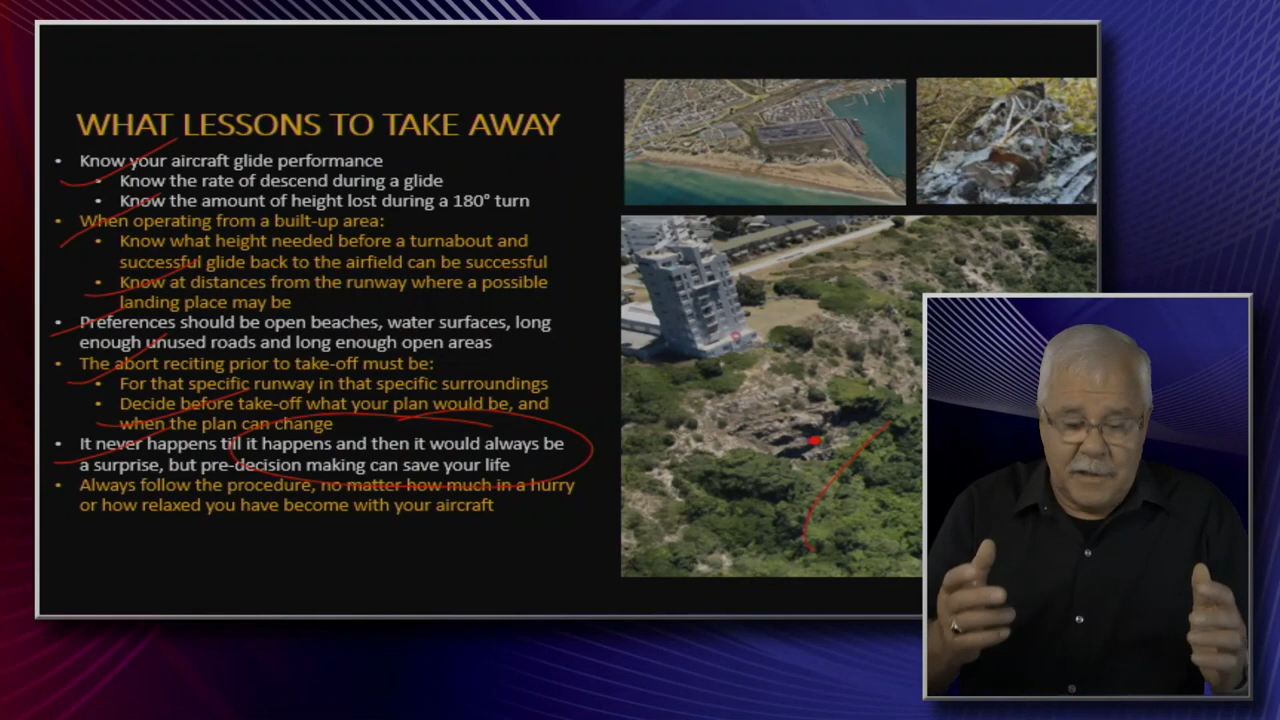 WHAT LESSONS TO TAKE AWAY
• Know your aircraft glide performance
• Know the rate of descend during a glide
• Know the amount of height lost during a 180° turn
• When operating from a built-up area:
• Know what height needed before a turnabout and
successful glide back to the airfield can be successful
• Know at distances from the runway where a possible
landing place may be
• Preferences should be open beaches, water surfaces, long
enough unused roads and long enough open areas
• The abort reciting prior to take-off must be:
• For that specific runway in that specific surroundings
• Decide before take-off what your plan would be, and
when the plan can change
• It never happens till it happens and then it would always be
a surprise, but pre-decision making can save your life
• Always follow the procedure, no matter how much in a hurry
or how relaxed you have become with your aircraft